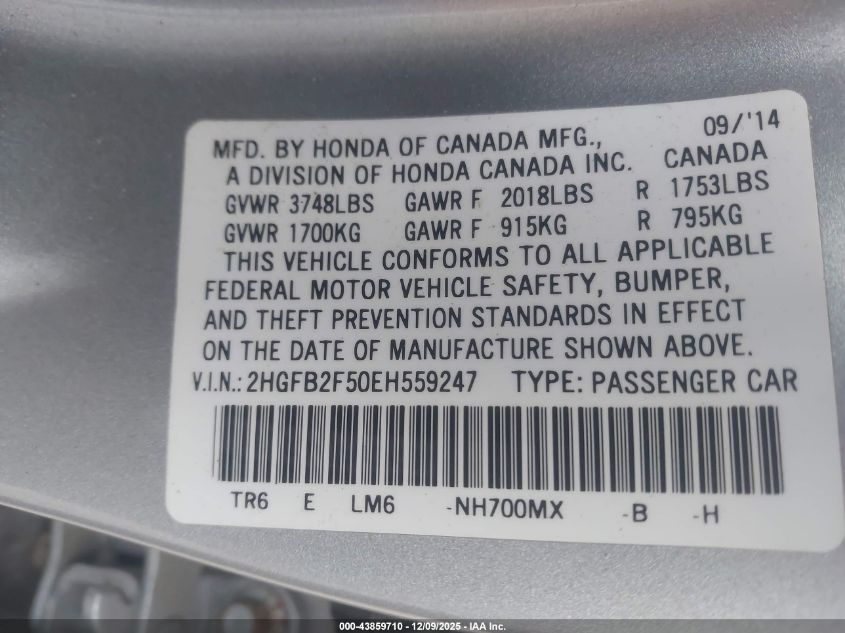 09/'14
MFD. BY HONDA OF CANADA MFG.,
A DIVISION OF HONDA CANADA INC. CANADA
GVWR 3748LBS GAWR F 2018LBS R 1753LBS
GVWR 1700KG GAWR F 915KG R 795KG
THIS VEHICLE CONFORMS TO ALL APPLICABLE
FEDERAL MOTOR VEHICLE SAFETY, BUMPER,
AND THEFT PREVENTION STANDARDS IN EFFECT
ON THE DATE OF MANUFACTURE SHOWN ABOVE.
V.I.N.: 2HGFB2F50EH559247 TYPE: PASSENGER CAR
TR6 E LM6 -NH700MX -B -H
000-43859710 - 12/09/2025 - IAA Inc.